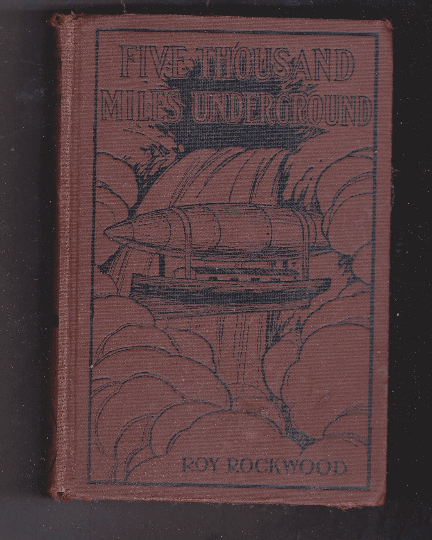 FIVE THOUSAND
MILES UNDERGROUND
ROY ROCKWOOD